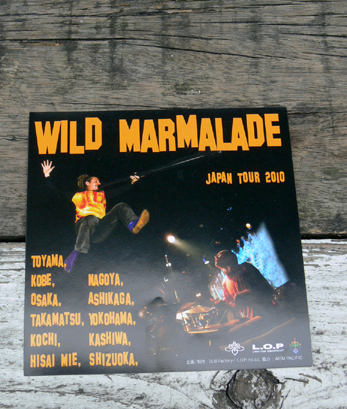 WILD MARMALADE
JAPAN TOUR 2010
TOYAMA,
KOBE, NAGOYA,
OSAKA, ASHIKAGA,
TAKAMATSU, YOKOHAMA,
KOCHI, KASHIWA,
HISAI MIE, SHIZUOKA,
L.O.P